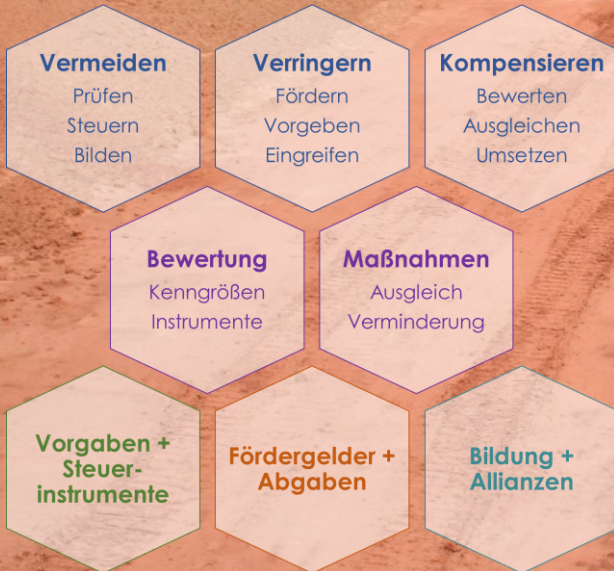 Vermeiden
Prüfen
Steuern
Bilden
Verringern
Fördern
Vorgeben
Eingreifen
Kompensieren
Bewerten
Ausgleichen
Umsetzen
Bewertung
Kenngrößen
Instrumente
Maßnahmen
Ausgleich
Verminderung
Vorgaben +
Steuer-
instrumente
Fördergelder +
Abgaben
Bildung +
Allianzen